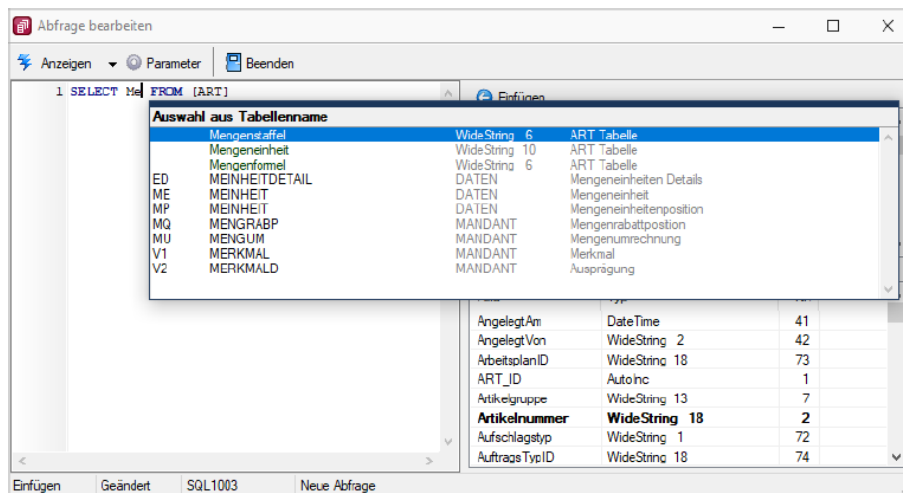 Abfrage bearbeiten
Anzeigen Parameter Beenden
1 SELECT Me FROM [ART]
Einfügen
Auswahl aus Tabellenname
Mengenstaffel WideString 6 ART Tabelle
Mengeneinheit WideString 10 ART Tabelle
Mengenformel WideString 6 ART Tabelle
ED MEINHEITDETAIL DATEN Mengeneinheiten Details
ME MEINHEIT DATEN Mengeneinheit
MP MEINHEIT DATEN Mengeneinheitenposition
MQ MENGRABP MANDANT Mengenrabattposition
MU MENGUM MANDANT Mengenumrechnung
V1 MERKMAL MANDANT Merkmal
V2 MERKMALD MANDANT Ausprägung
AngelegtAm DateTime 41
AngelegtVon WideString 2 42
ArbeitsplanID WideString 18 73
ART_ID AutoInc 1
Artikelgruppe WideString 13 7
Artikelnummer WideString 18 2
Aufschlagstyp WideString 1 72
AuftragsTypID WideString 18 74
Einfügen Geändert SQL1003 Neue Abfrage